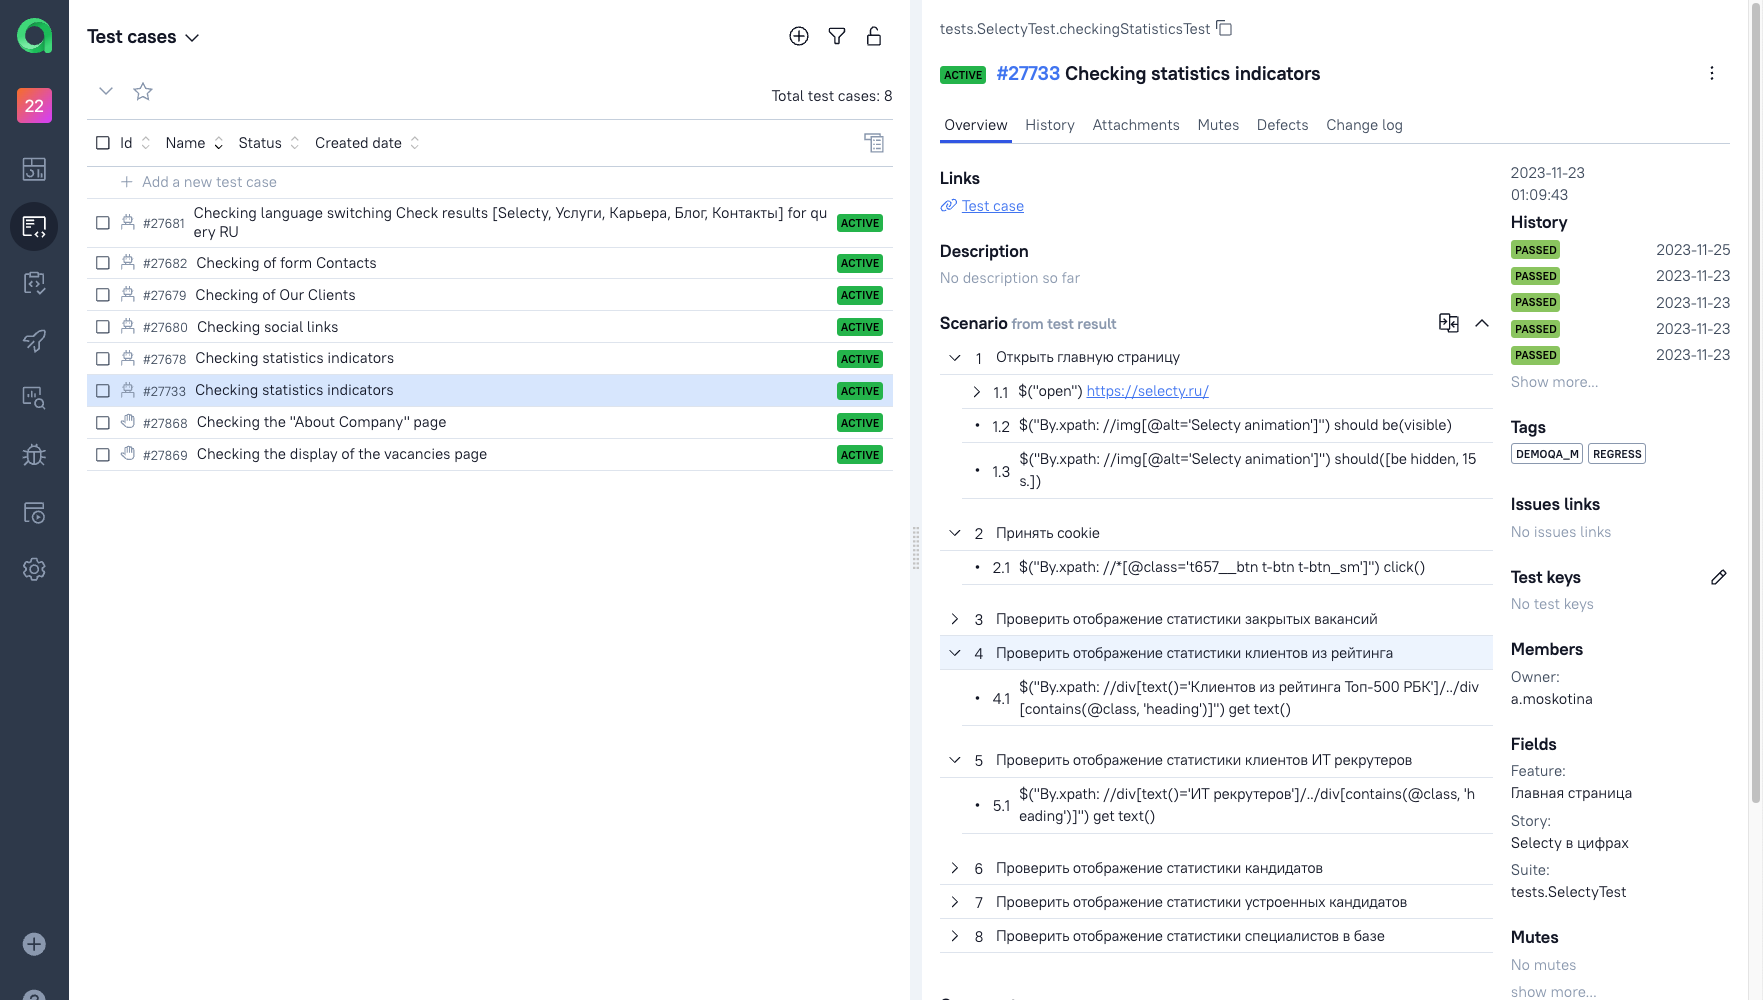 22
Test cases
Total test cases: 8
Id Name Status Created date
Add a new test case
#27681 Checking language switching Check results [Selecty, Услуги, Карьера, Блог, Контакты] for qu
ery RU ACTIVE
#27682 Checking of form Contacts ACTIVE
#27679 Checking of Our Clients ACTIVE
#27680 Checking social links ACTIVE
#27678 Checking statistics indicators ACTIVE
#27733 Checking statistics indicators ACTIVE
#27868 Checking the "About Company" page ACTIVE
#27869 Checking the display of the vacancies page ACTIVE
tests.SelectyTest.checkingStatisticsTest
ACTIVE #27733 Checking statistics indicators
Overview History Attachments Mutes Defects Change log
Links
Test case
Description
No description so far
Scenario from test result
1 Открыть главную страницу
1.1 $("open") https://selecty.ru/
1.2 $("By.xpath: //img[@alt='Selecty animation']") should be(visible)
1.3 $("By.xpath: //img[@alt='Selecty animation']") should([be hidden, 15
s.])
2 Принять cookie
2.1 $("By.xpath: //*[@class='t657__btn t-btn t-btn_sm']") click()
3 Проверить отображение статистики закрытых вакансий
4 Проверить отображение статистики клиентов из рейтинга
4.1 $("By.xpath: //div[text()='Клиентов из рейтинга Топ-500 РБК']/../div
[contains(@class, 'heading')]") get text()
5 Проверить отображение статистики клиентов ИТ рекрутеров
5.1 $("By.xpath: //div[text()='ИТ рекрутеров']/../div[contains(@class, 'h
eading')]") get text()
6 Проверить отображение статистики кандидатов
7 Проверить отображение статистики устроенных кандидатов
8 Проверить отображение статистики специалистов в базе
2023-11-23
01:09:43
History
PASSED 2023-11-25
PASSED 2023-11-23
PASSED 2023-11-23
PASSED 2023-11-23
PASSED 2023-11-23
Show more...
Tags
DEMOQA_M REGRESS
Issues links
No issues links
Test keys
No test keys
Members
Owner:
a.moskotina
Fields
Feature:
Главная страница
Story:
Selecty в цифрах
Suite:
tests.SelectyTest
Mutes
No mutes
show more...